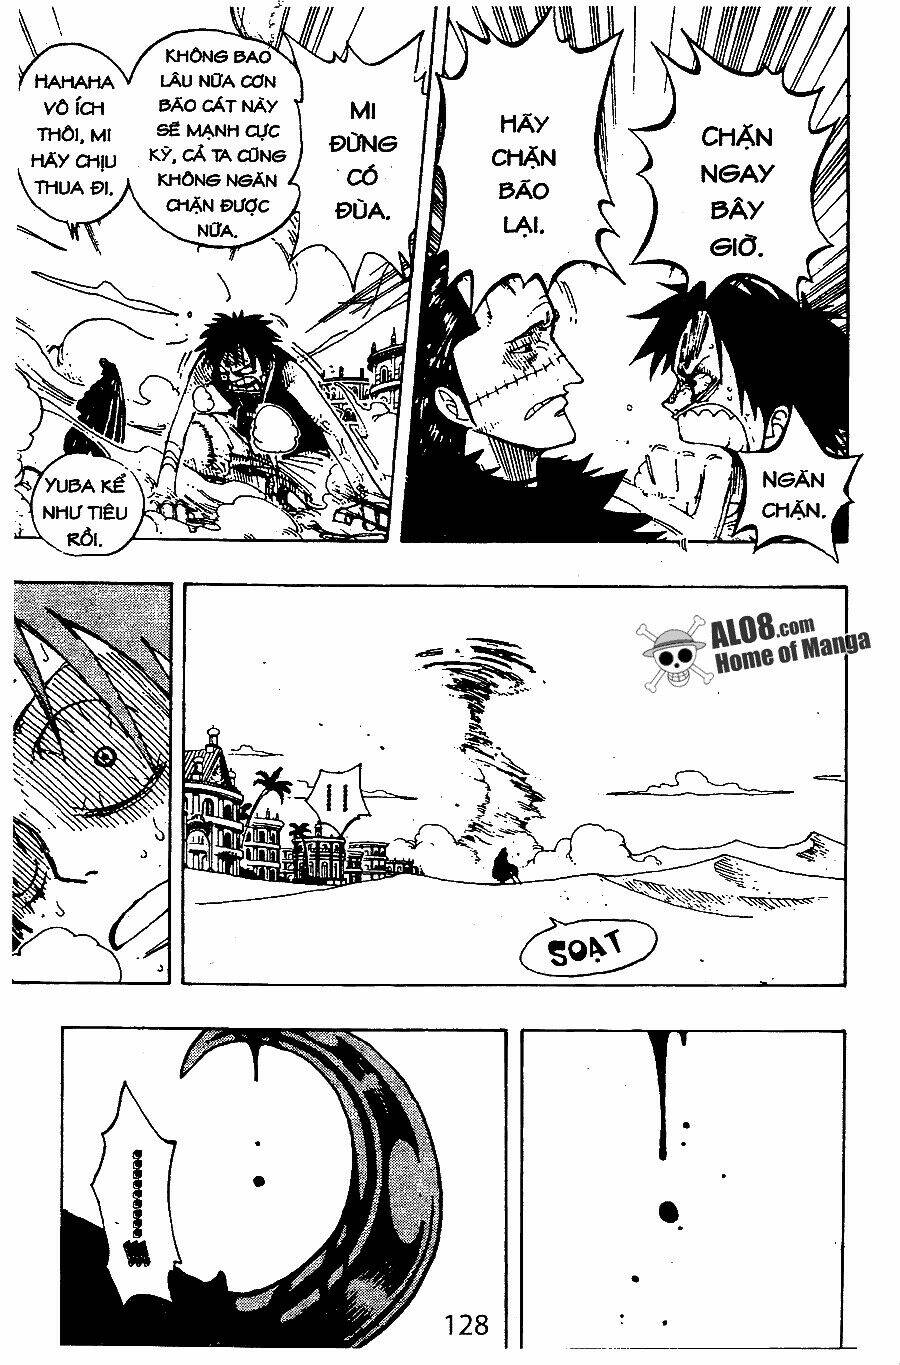 CHẶN
NGAY
BÂY
GIỜ.
HÃY
CHẶN
BÃO
LẠI.
NGĂN
CHẶN.
MI
ĐỪNG
CÓ
ĐÙA.
KHÔNG BAO
LÂU NỮA CƠN
BÃO CÁT NÀY
SẼ MẠNH CỰC
KỲ, CẢ TA CŨNG
KHÔNG NGĂN
CHẶN ĐƯỢC
NỮA.
HAHAHA
VÔ ÍCH
THÔI, MI
HÃY CHỊU
THUA ĐI.
YUBA KỂ
NHƯ TIÊU
RỒI.
AL08.com
Home of Manga
!!
SOẠT
128